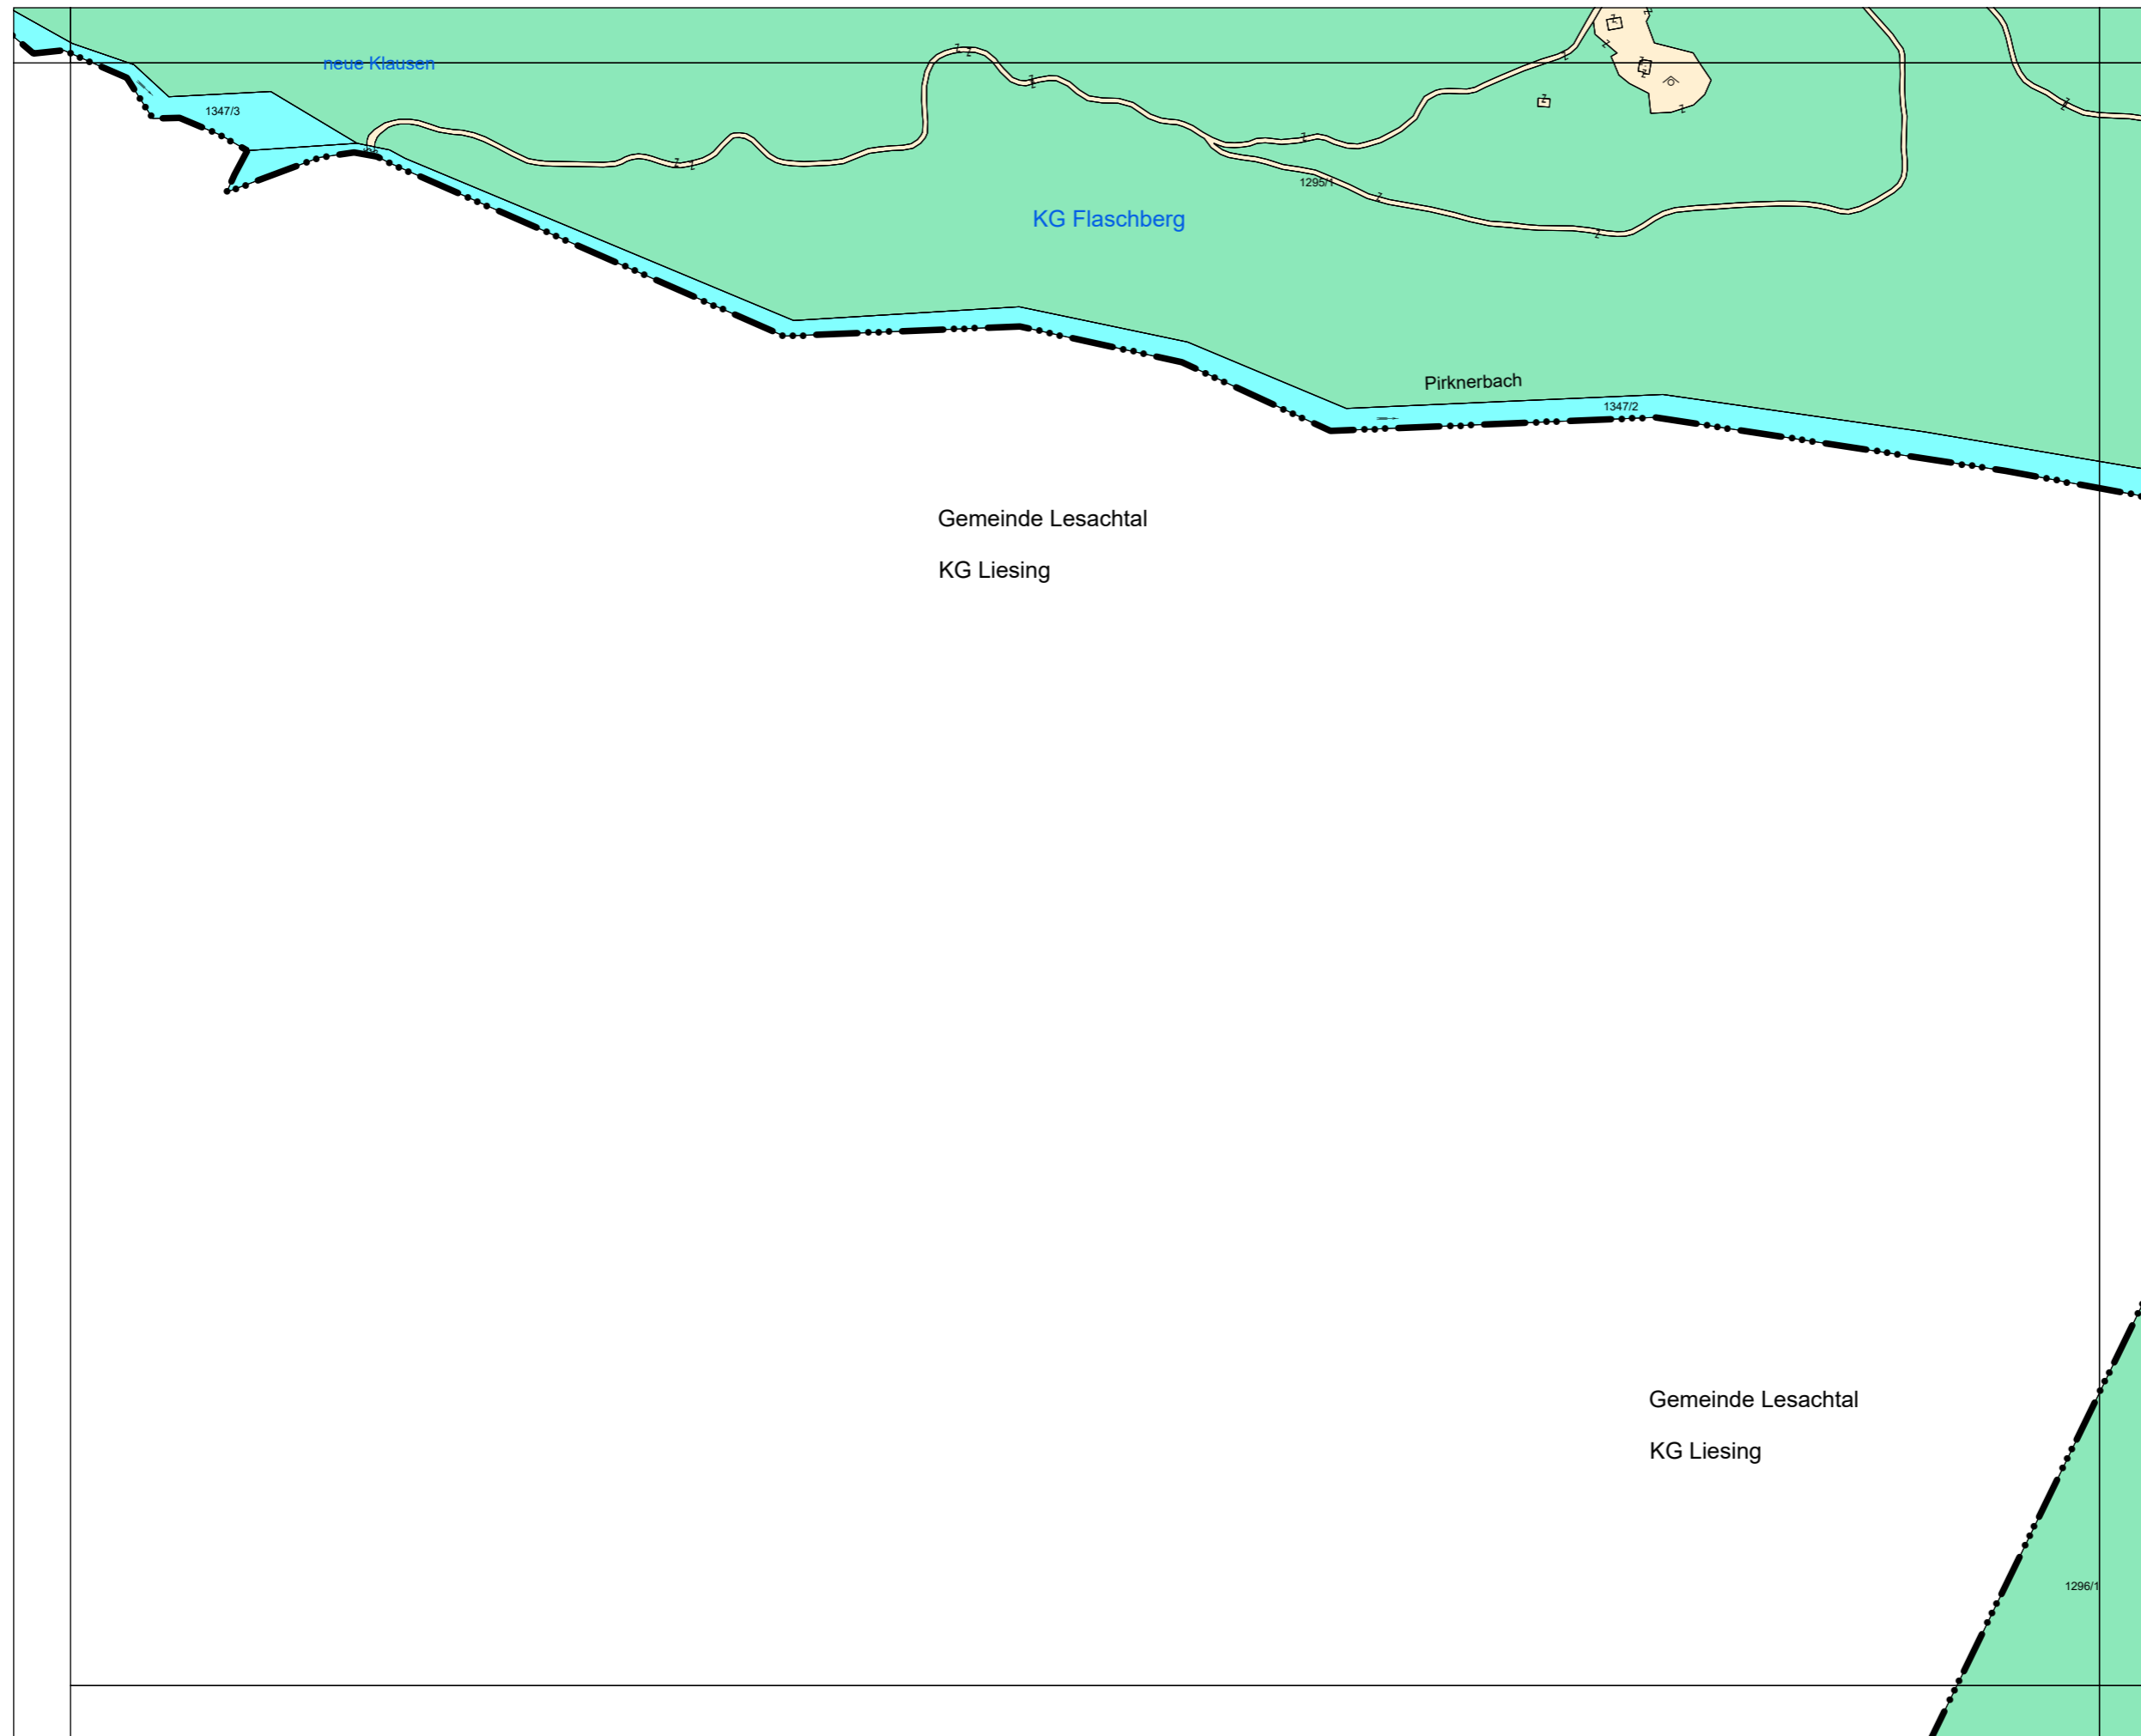 neue Klausen
1347/3
1295/1
KG Flaschberg
Pirknerbach
1347/2
Gemeinde Lesachtal
KG Liesing
Gemeinde Lesachtal
KG Liesing
1296/1